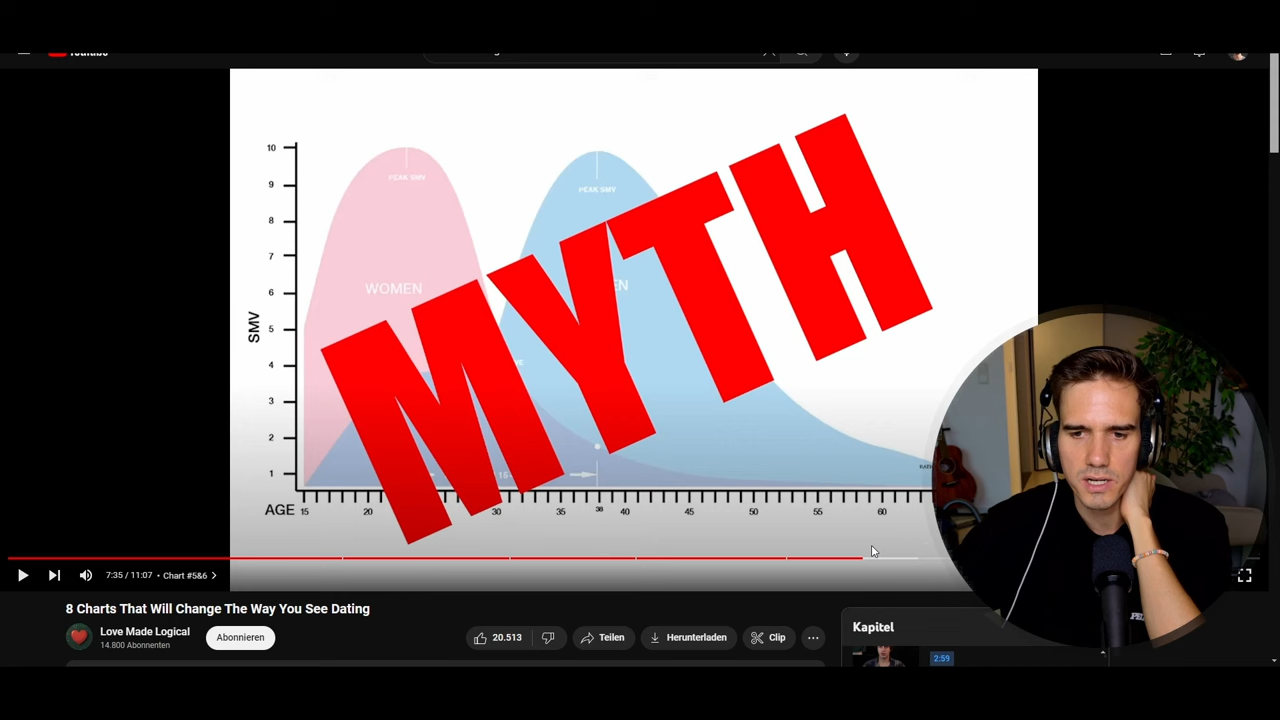 10
9
8
7
6
5
4
3
2
1
SMV
PEAK SMV
PEAK SMV
WOMEN
MYTH
AGE 15 20 30 35 38 40 45 50 55 60
7:35 / 11:07 • Chart #5&6
8 Charts That Will Change The Way You See Dating
Love Made Logical
14.800 Abonnenten
Abonnieren
20.513
Teilen
Herunterladen
Clip
Kapitel
2:59